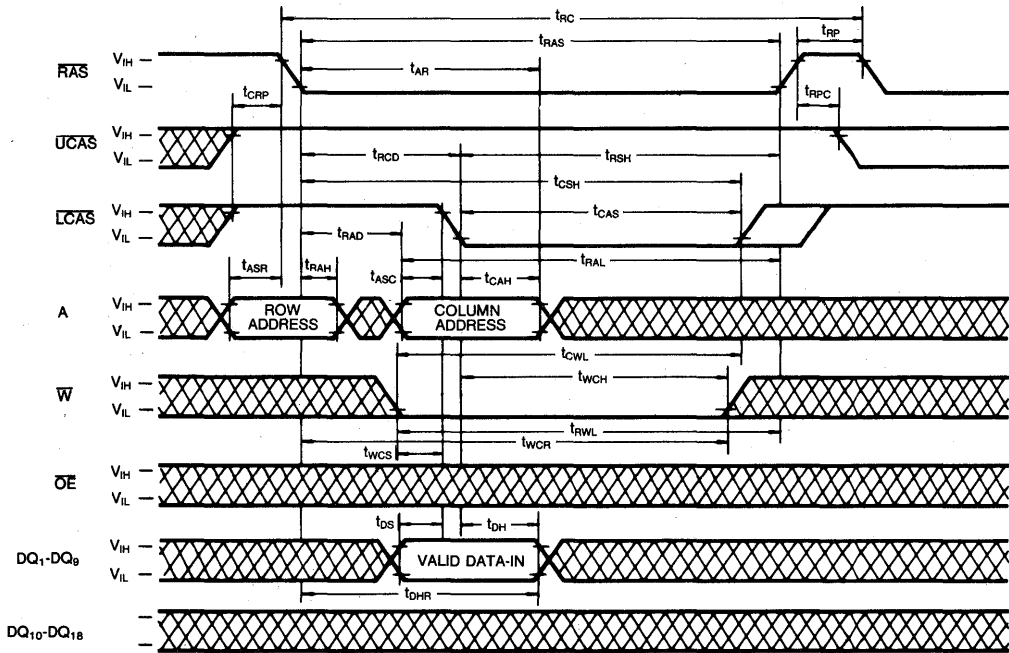 tRC
tRAS
tRP
RAS
VIH
VIL
tAR
tCRP
tRPC
UCAS
VIH
VIL
tRCD
tRSH
tCSH
LCAS
VIH
VIL
tCAS
tRAD
tRAL
tASR
tRAH
tASC
tCAH
A
VIH
VIL
ROW
ADDRESS
COLUMN
ADDRESS
tCWL
W
VIH
VIL
tWCH
tRWL
tWCR
tWCS
OE
VIH
VIL
tDS
tDH
DQ1-DQ9
VIH
VIL
VALID DATA-IN
tDHR
DQ10-DQ18